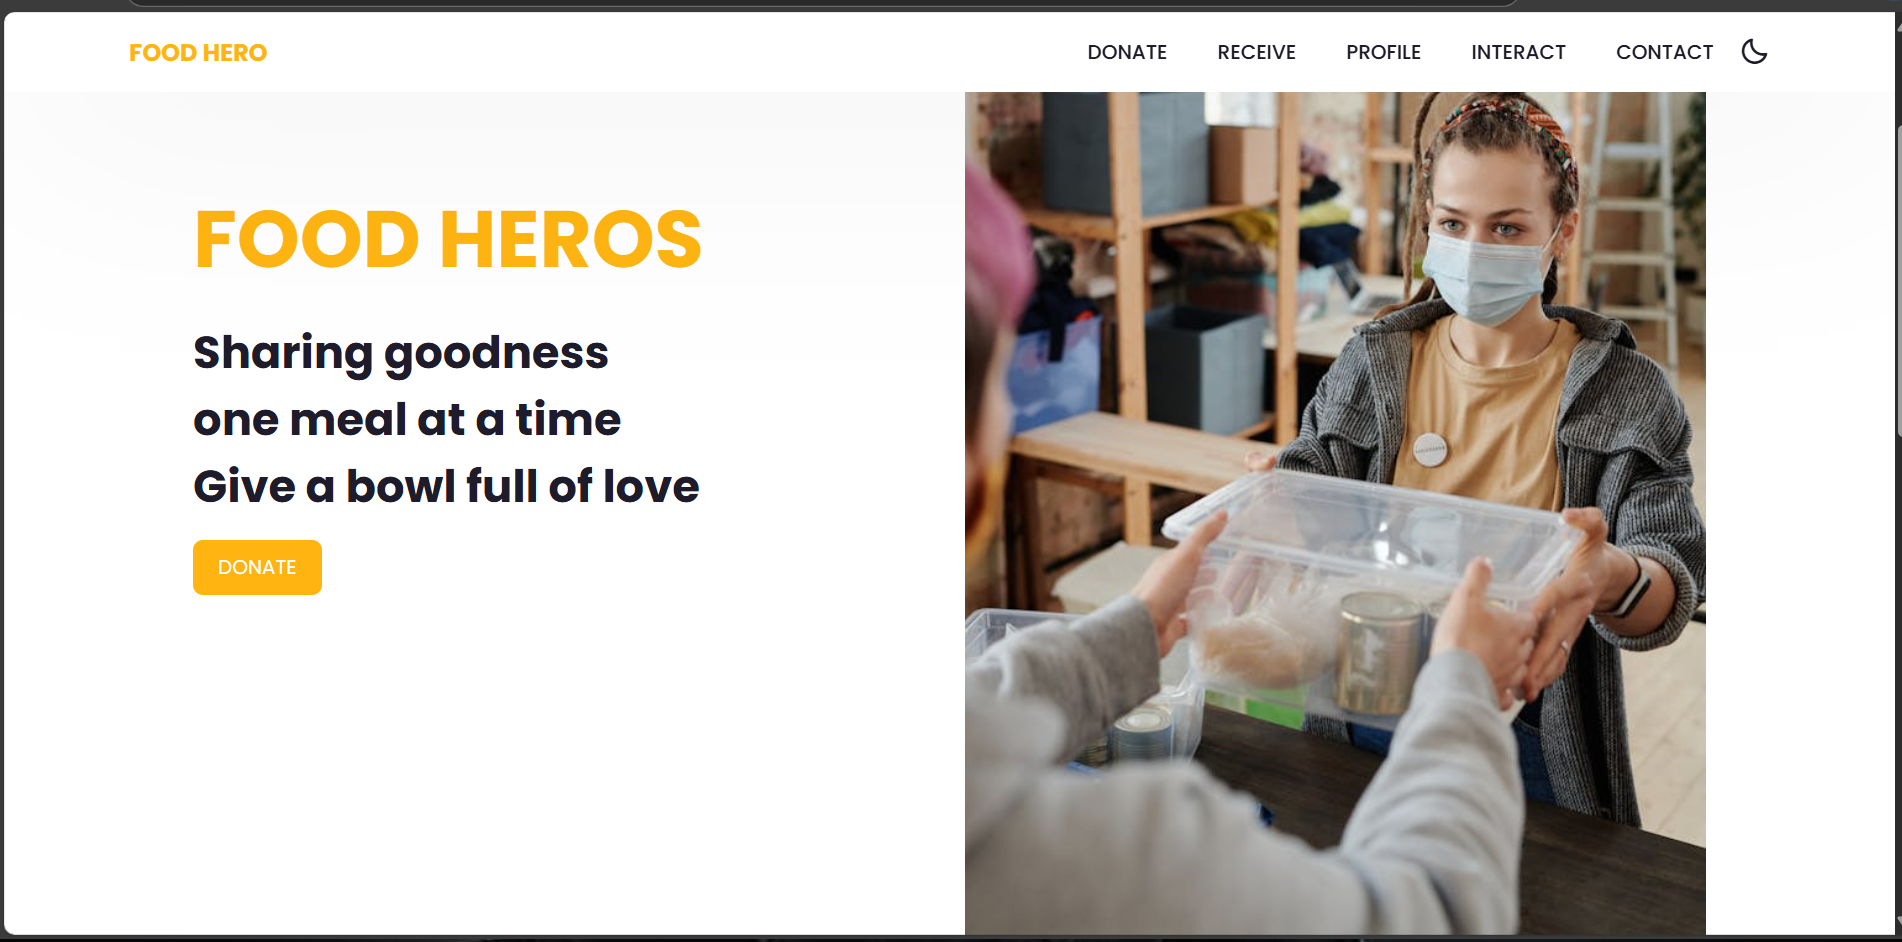 FOOD HERO
DONATE RECEIVE PROFILE INTERACT CONTACT
FOOD HEROS
Sharing goodness
one meal at a time
Give a bowl full of love
DONATE